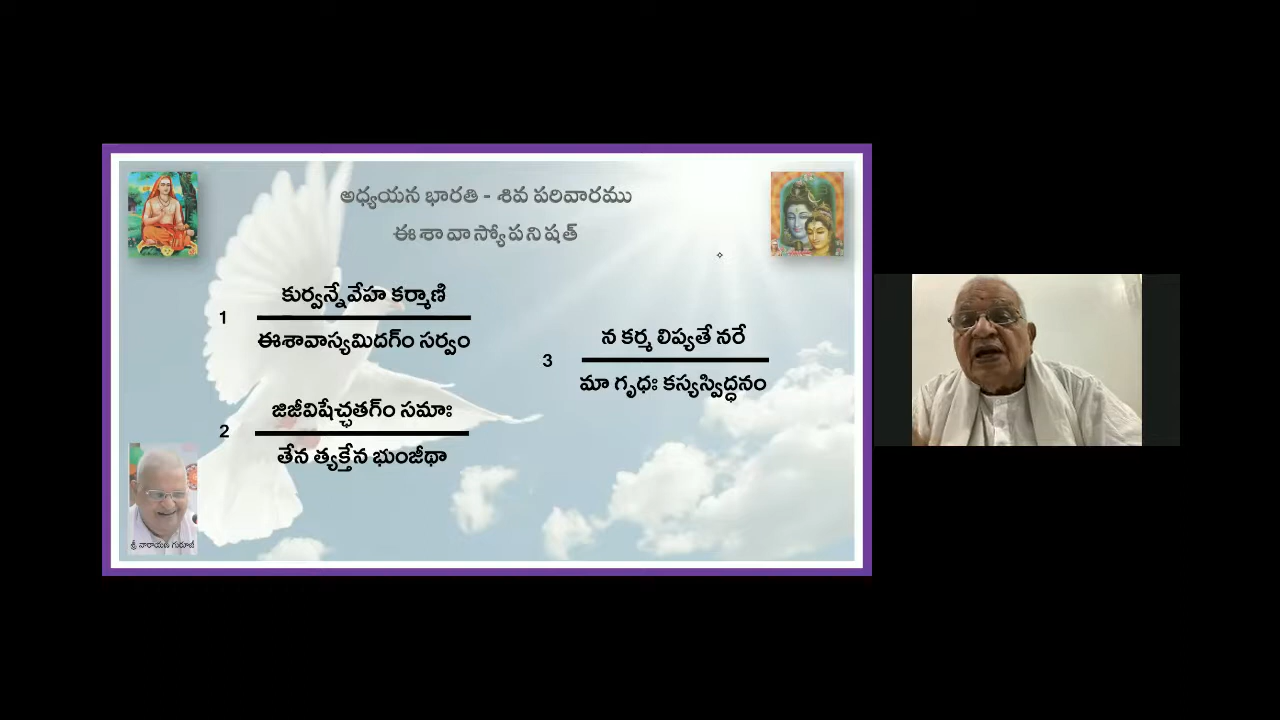 అధ్యయన భారతి - శివ పరివారము
ఈశావాస్యోపనిషత్
1
కుర్వన్నేవేహ కర్మాణి
ఈశావాస్యమిదగ్ం సర్వం
2
జిజీవిషేచ్ఛతగ్ం సమాః
తేన త్యక్తేన భుంజీథా
3
న కర్మ లిప్యతే నరే
మా గృధః కస్యస్విద్ధనం
శ్రీ నారాయణ గురూజీ